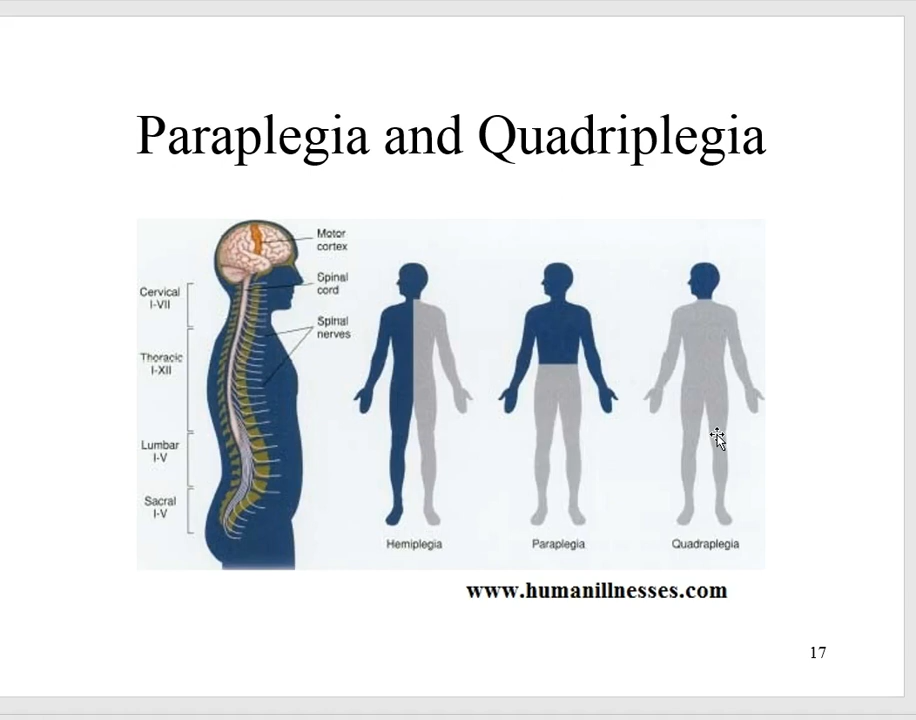 Paraplegia and Quadriplegia
Motor
cortex
Spinal
cord
Spinal
nerves
Cervical
I-VII
Thoracic
I-XII
Lumbar
I-V
Sacral
I-V
Hemiplegia
Paraplegia
Quadraplegia
www.humanillnesses.com
17